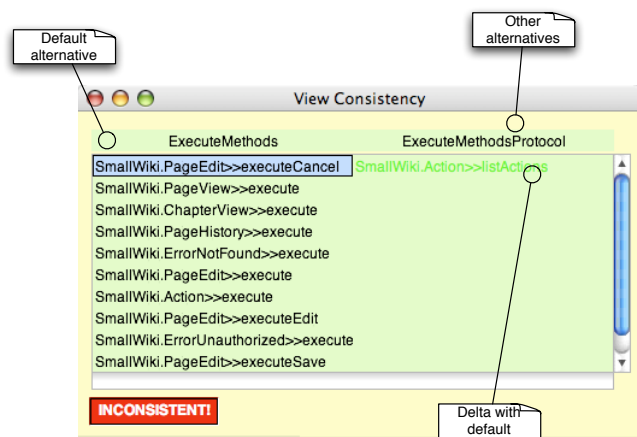 Default
alternative
Other
alternatives
View Consistency
ExecuteMethods
ExecuteMethodsProtocol
SmallWiki.PageEdit>>executeCancel
SmallWiki.Action>>listActions
SmallWiki.PageView>>execute
SmallWiki.ChapterView>>execute
SmallWiki.PageHistory>>execute
SmallWiki.ErrorNotFound>>execute
SmallWiki.PageEdit>>execute
SmallWiki.Action>>execute
SmallWiki.PageEdit>>executeEdit
SmallWiki.ErrorUnauthorized>>execute
SmallWiki.PageEdit>>executeSave
INCONSISTENT!
Delta with
default